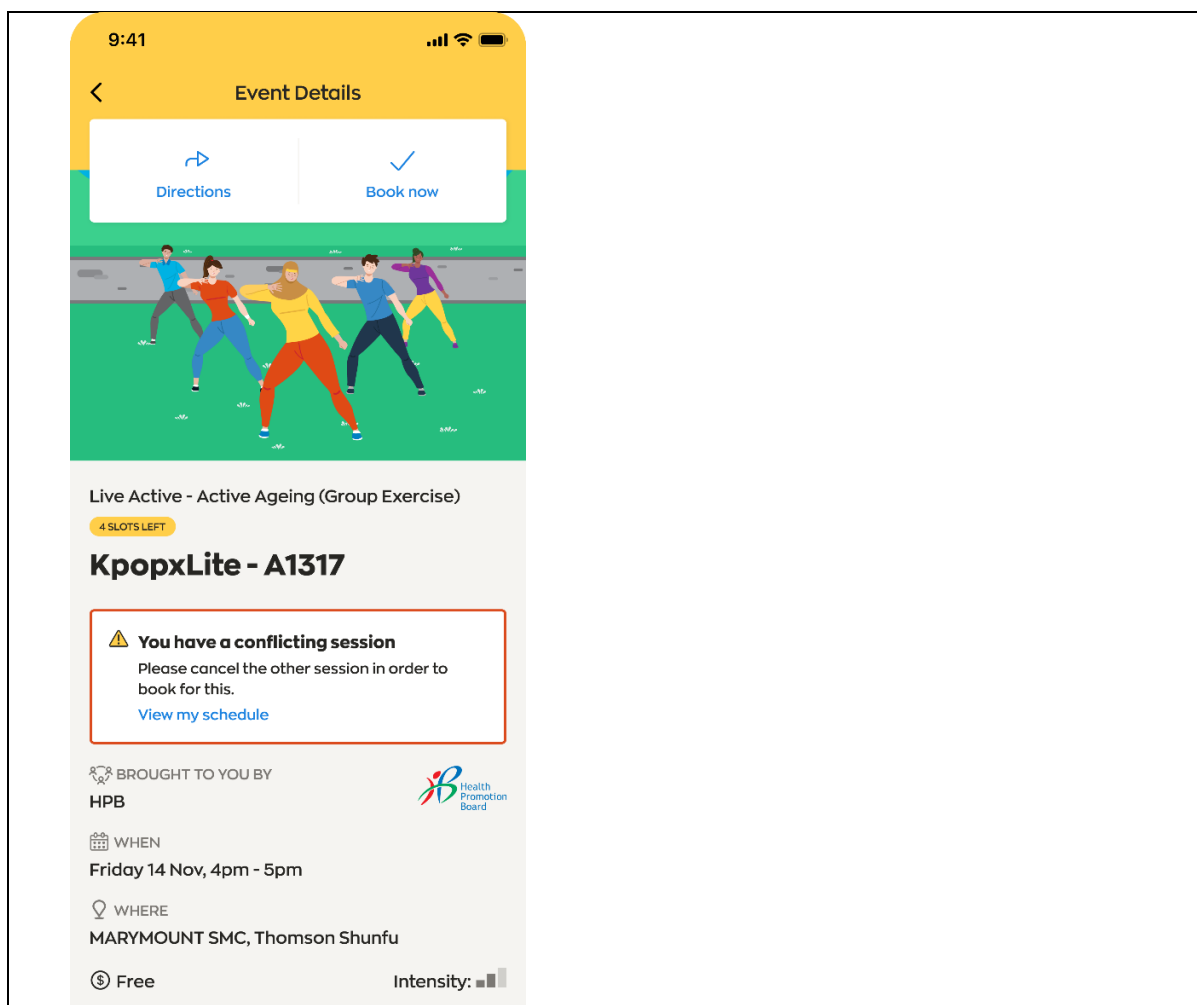 9:41
Event Details
Directions
Book now
Live Active - Active Ageing (Group Exercise)
4 SLOTS LEFT
KpopxLite - A1317
You have a conflicting session
Please cancel the other session in order to
book for this.
View my schedule
BROUGHT TO YOU BY
HPB
Health
Promotion
Board
WHEN
Friday 14 Nov, 4pm - 5pm
WHERE
MARYMOUNT SMC, Thomson Shunfu
$ Free
Intensity: